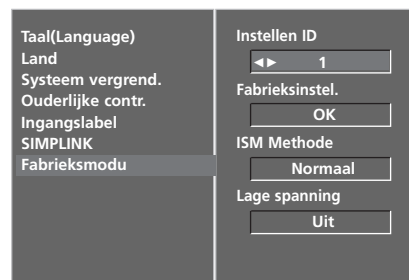 Taal(Language)
Land
Systeem vergrend.
Ouderlijke contr.
Ingangslabel
SIMPLINK
Fabrieksmodu
Instellen ID
◄► 1
Fabrieksinstel.
OK
ISM Methode
Normaal
Lage spanning
Uit